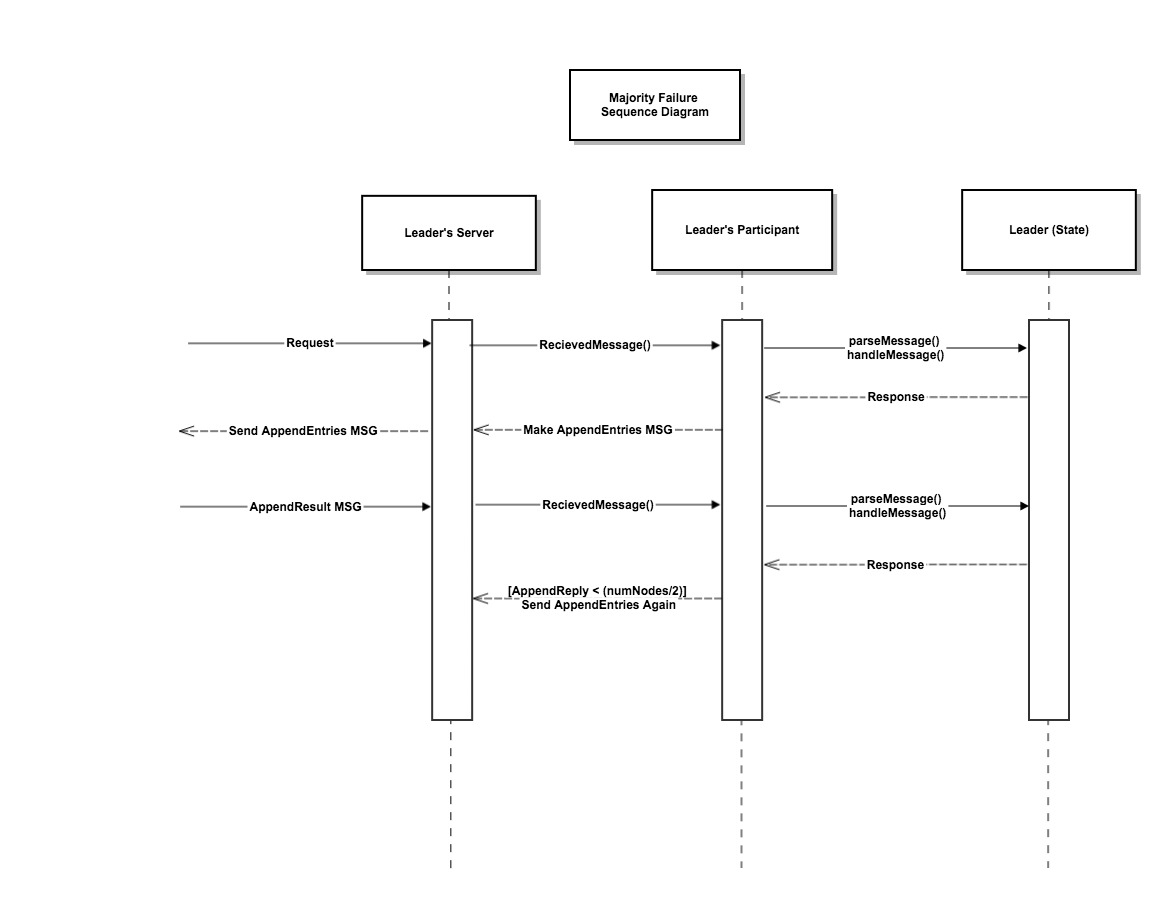 Majority Failure
Sequence Diagram
Leader's Server
Leader's Participant
Leader (State)
Request
RecievedMessage()
parseMessage()
handleMessage()
Response
Send AppendEntries MSG
Make AppendEntries MSG
AppendResult MSG
RecievedMessage()
parseMessage()
handleMessage()
Response
[AppendReply < (numNodes/2)]
Send AppendEntries Again